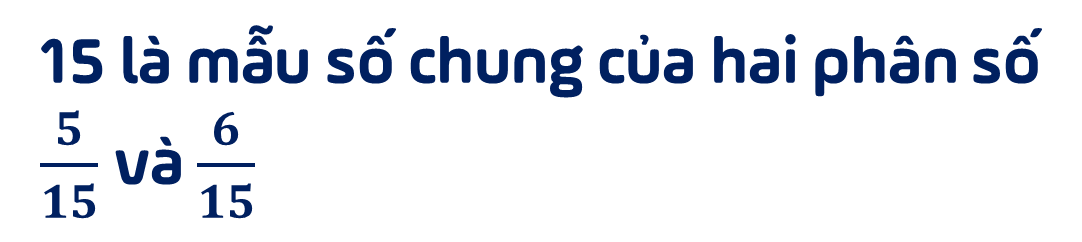 15 là mẫu số chung của hai phân số
5/15 và 6/15